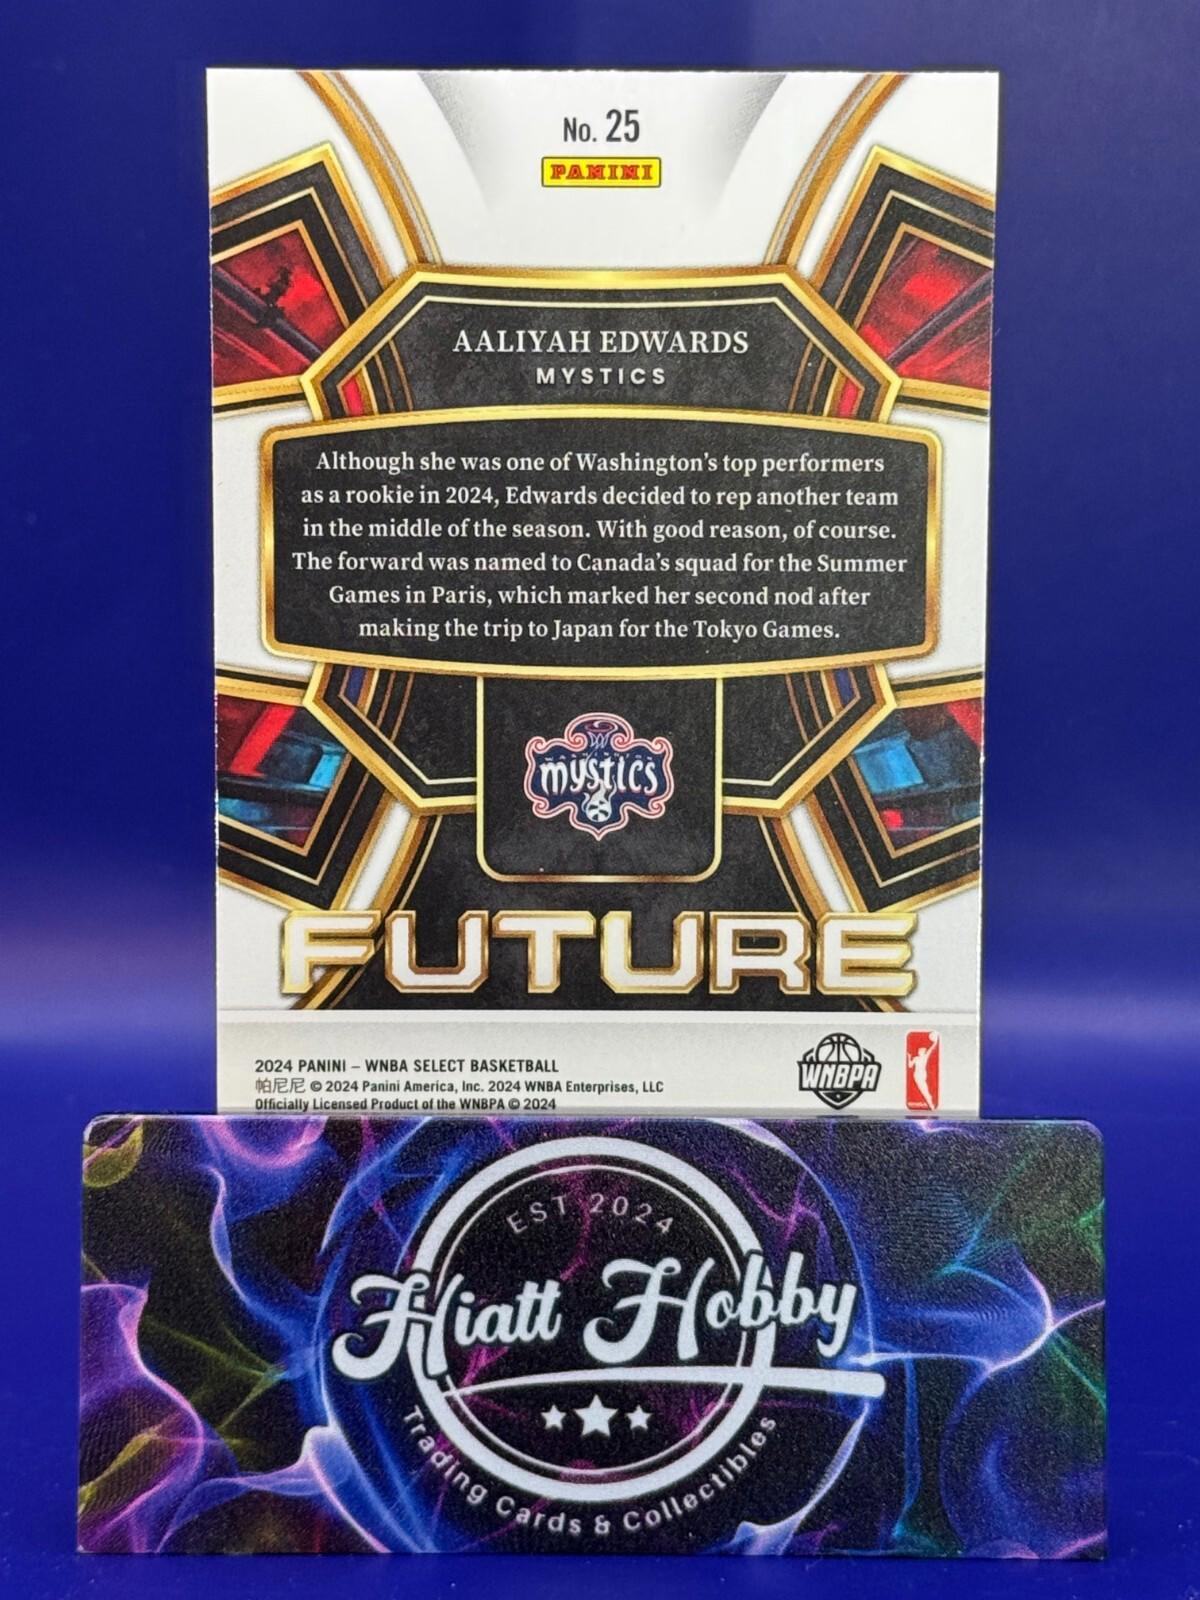 No. 25
PANINI
AALIYAH EDWARDS
MYSTICS
Although she was one of Washington's top performers
as a rookie in 2024, Edwards decided to rep another team
in the middle of the season. With good reason, of course.
The forward was named to Canada's squad for the Summer
Games in Paris, which marked her second nod after
making the trip to Japan for the Tokyo Games.
WASHINGTON
mystics
FUTURE
2024 PANINI – WNBA SELECT BASKETBALL
帕尼尼 © 2024 Panini America, Inc. 2024 WNBA Enterprises, LLC
Officially Licensed Product of the WNBPA © 2024
WNBPA
WNBA
EST 2024
Hiatt Hobby
Trading Cards & Collectibles